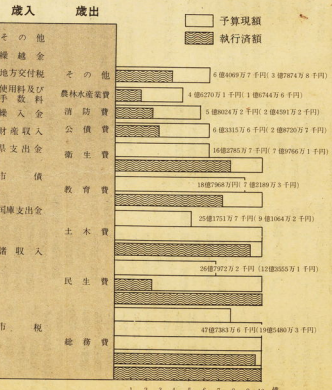 歳入
歳出
予算現額
執行済額
その他
繰越金
地方交付税
使用料及び
手数料
繰入金
財産収入
県支出金
市債
国庫支出金
諸収入
市税
その他
農林水産業費
消防費
公債費
衛生費
教育費
土木費
民生費
総務費
6億4069万7千円(3億7874万8千円)
4億6270万1千円(1億6744万6千円)
5億8024万2千円(2億4591万2千円)
6億3315万6千円(2億8720万7千円)
16億2785万7千円(7億9766万1千円)
18億7968万円(7億2189万3千円)
25億1751万7千円(9億1064万2千円)
26億7972万2千円(12億3555万1千円)
47億7383万6千円(19億5480万3千円)